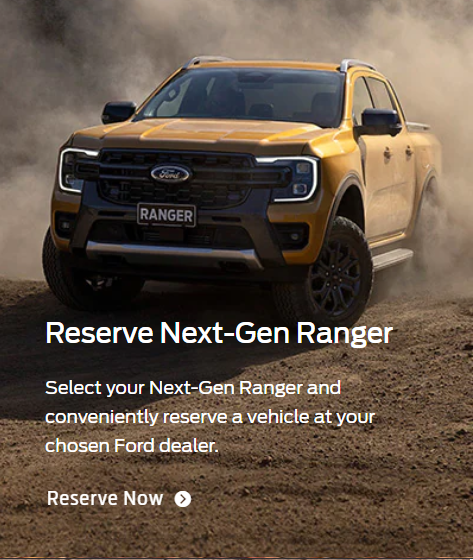 Ford
RANGER
Reserve Next-Gen Ranger
Select your Next-Gen Ranger and
conveniently reserve a vehicle at your
chosen Ford dealer.
Reserve Now